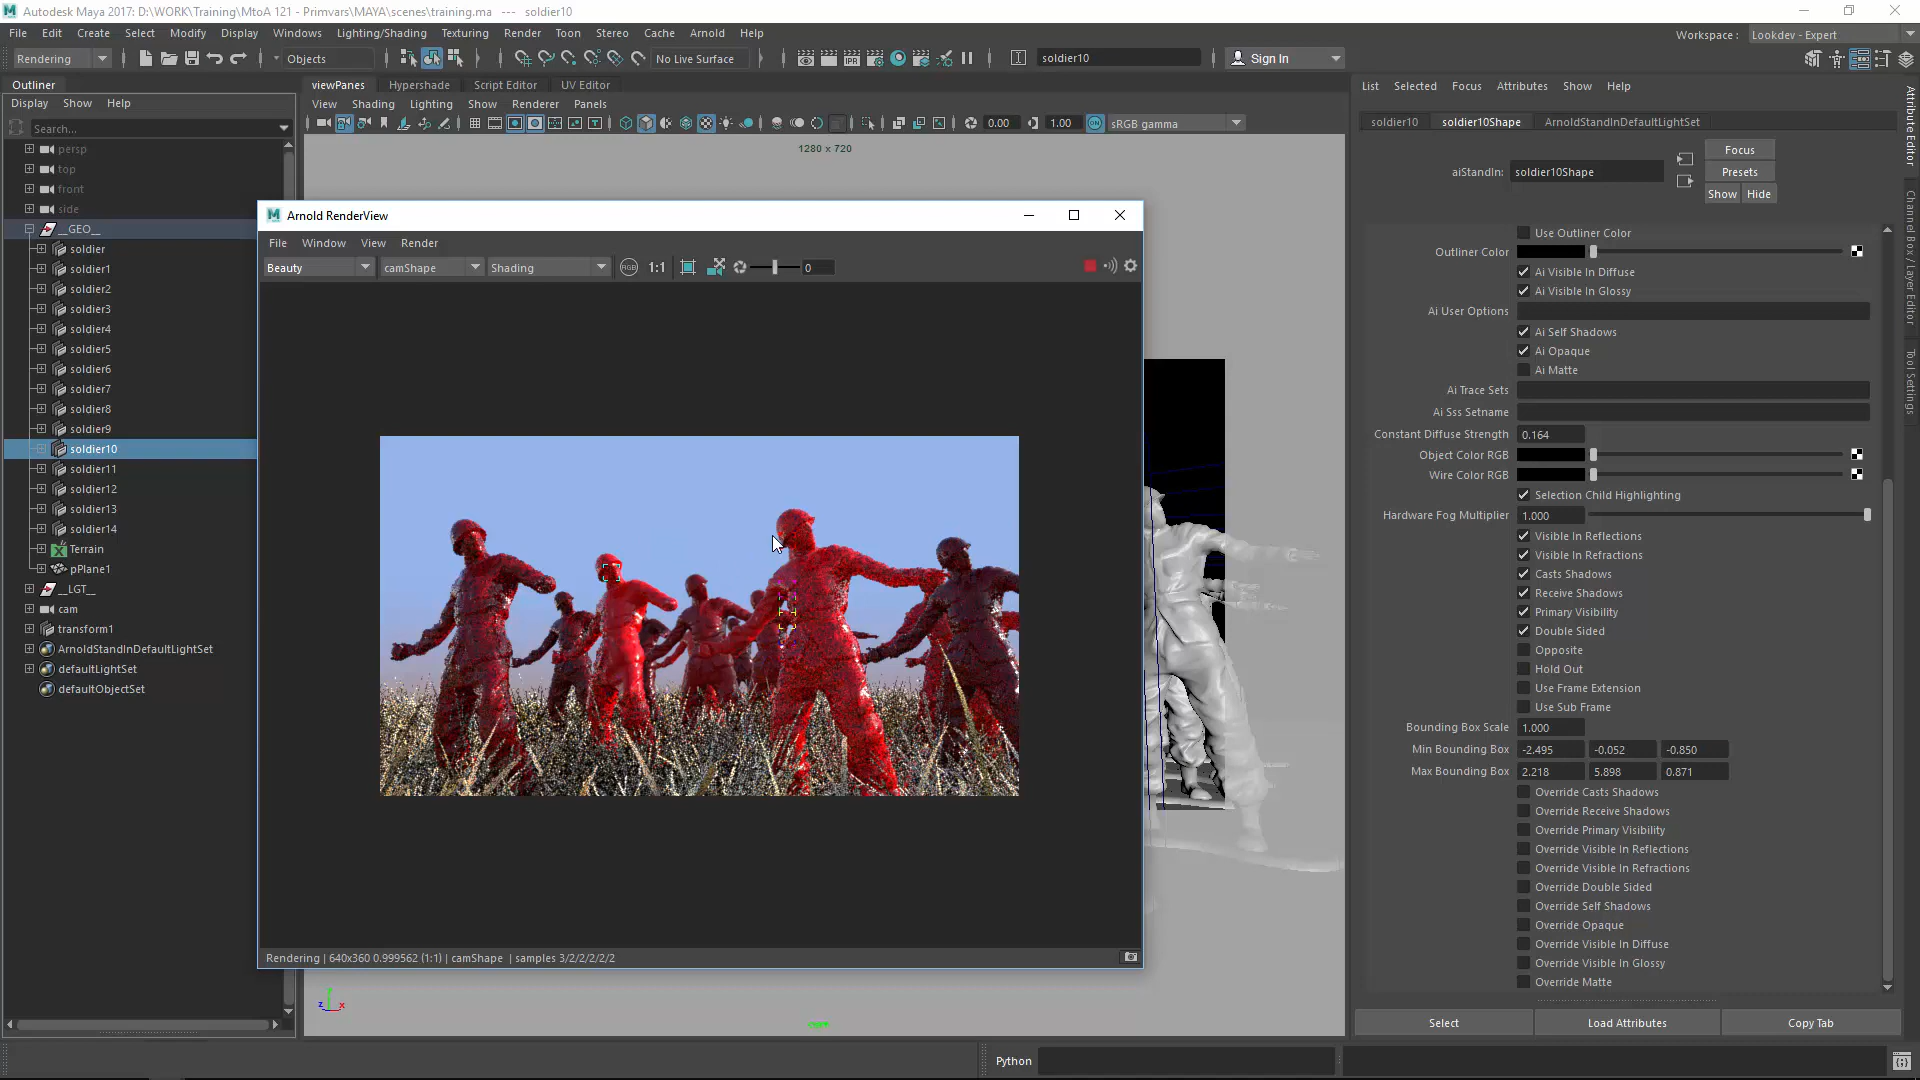 Autodesk Maya 2017: D:\WORK\Training\MtoA 121 - Primvars\MAYA\scenes\training.ma --- soldier10
File Edit Create Select Modify Display Windows Lighting/Shading Texturing Render Toon Stereo Cache Arnold Help
Workspace : Lookdev - Expert
Rendering Objects No Live Surface IPR soldier10 Sign In
Outliner
Display Show Help
Search...
persp
top
front
side
__GEO__
soldier
soldier1
soldier2
soldier3
soldier4
soldier5
soldier6
soldier7
soldier8
soldier9
soldier10
soldier11
soldier12
soldier13
soldier14
Terrain
pPlane1
__LGT__
cam
transform1
ArnoldStandInDefaultLightSet
defaultLightSet
defaultObjectSet
viewPanes Hypershade Script Editor UV Editor
View Shading Lighting Show Renderer Panels
0.00 1.00 ON sRGB gamma
1280 x 720
Arnold RenderView
File Window View Render
Beauty camShape Shading RGB 1:1 0
Rendering | 640x360 0.999562 (1:1) | camShape | samples 3/2/2/2/2/2
z x
List Selected Focus Attributes Show Help
soldier10 soldier10Shape ArnoldStandInDefaultLightSet
aiStandIn: soldier10Shape
Focus
Presets
Show Hide
Use Outliner Color
Outliner Color
Ai Visible In Diffuse
Ai Visible In Glossy
Ai User Options
Ai Self Shadows
Ai Opaque
Ai Matte
Ai Trace Sets
Ai Sss Setname
Constant Diffuse Strength 0.164
Object Color RGB
Wire Color RGB
Selection Child Highlighting
Hardware Fog Multiplier 1.000
Visible In Reflections
Visible In Refractions
Casts Shadows
Receive Shadows
Primary Visibility
Double Sided
Opposite
Hold Out
Use Frame Extension
Use Sub Frame
Bounding Box Scale 1.000
Min Bounding Box -2.495 -0.052 -0.850
Max Bounding Box 2.218 5.898 0.871
Override Casts Shadows
Override Receive Shadows
Override Primary Visibility
Override Visible In Reflections
Override Visible In Refractions
Override Double Sided
Override Self Shadows
Override Opaque
Override Visible In Diffuse
Override Visible In Glossy
Override Matte
Select Load Attributes Copy Tab
Attribute Editor
Channel Box / Layer Editor
Tool Settings
Python